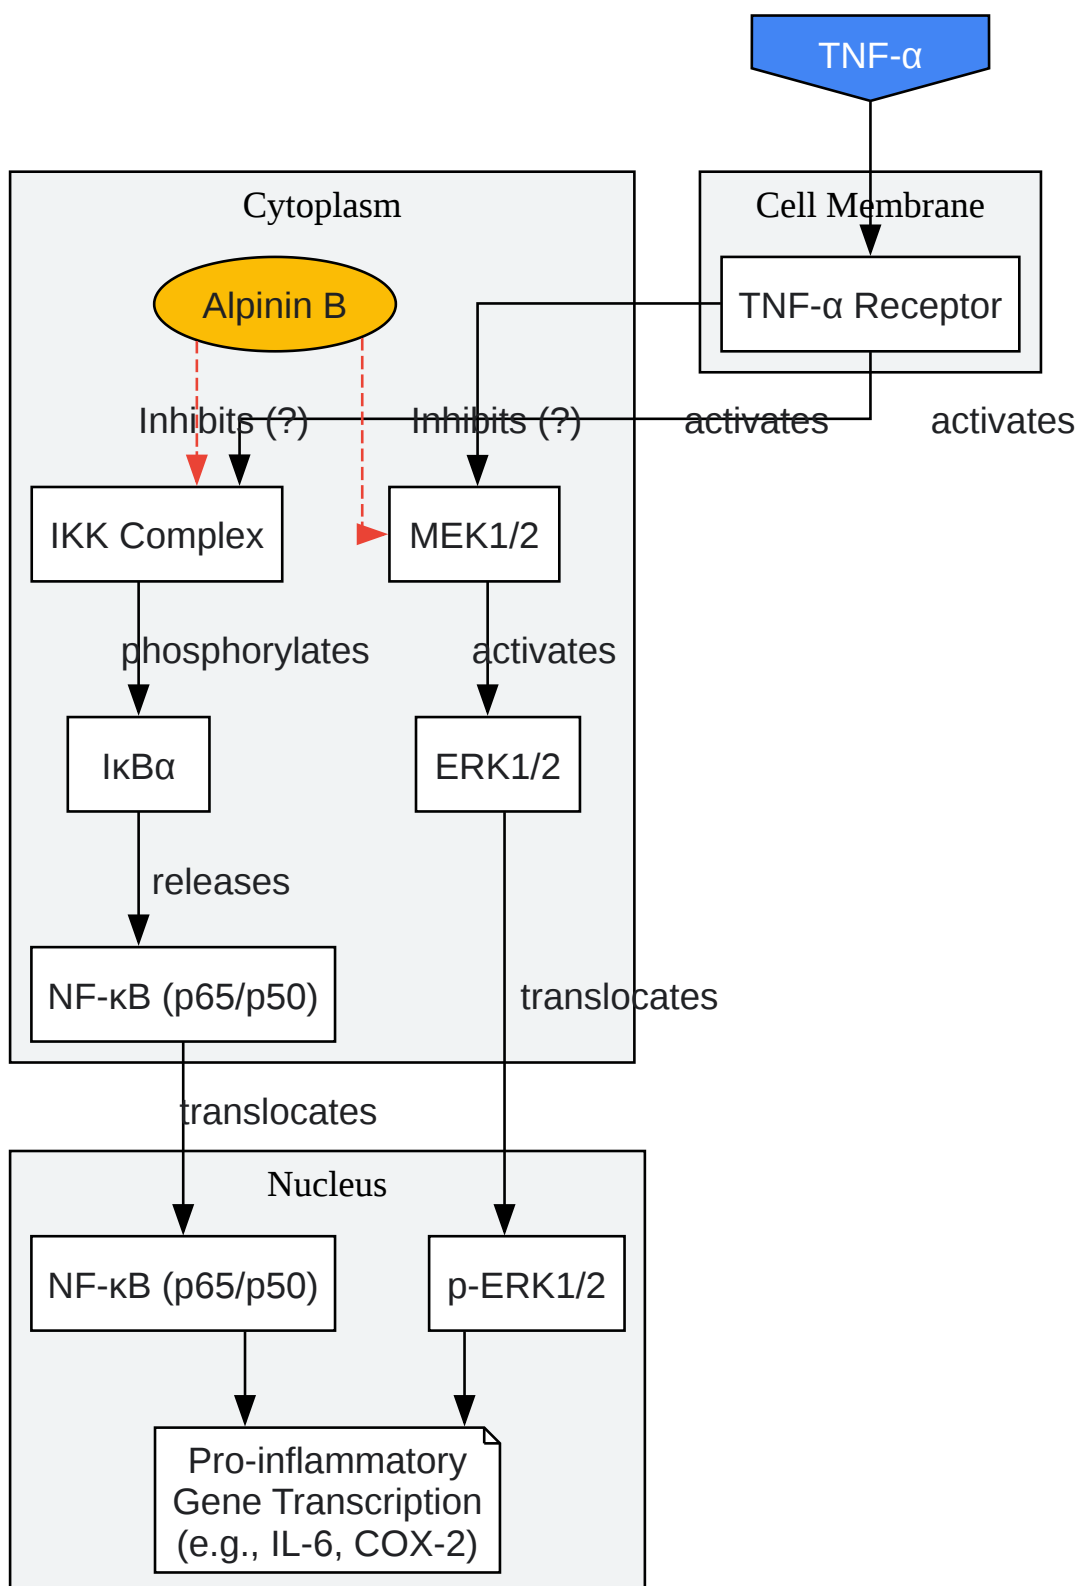 TNF-α
Cytoplasm
Cell Membrane
Alpinin B
TNF-α Receptor
Inhibits (?)
Inhibits (?)
activates
activates
IKK Complex
MEK1/2
phosphorylates
activates
IκBα
ERK1/2
releases
NF-κB (p65/p50)
translocates
translocates
Nucleus
NF-κB (p65/p50)
p-ERK1/2
Pro-inflammatory
Gene Transcription
(e.g., IL-6, COX-2)